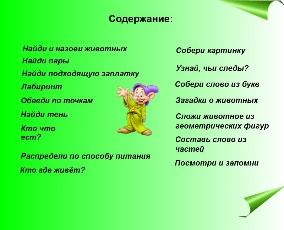 Содержание:
Найди и назови животных
Найди пары
Найди подходящую заплатку
Лабиринт
Обведи по точкам
Найди тень
Кто что
ест?
Распредели по способу питания
Кто где живёт?
Собери картинку
Узнай, чьи следы?
Собери слово из букв
Загадки о животных
Сложи животное из
геометрических фигур
Составь слово из
частей
Посмотри и запомни